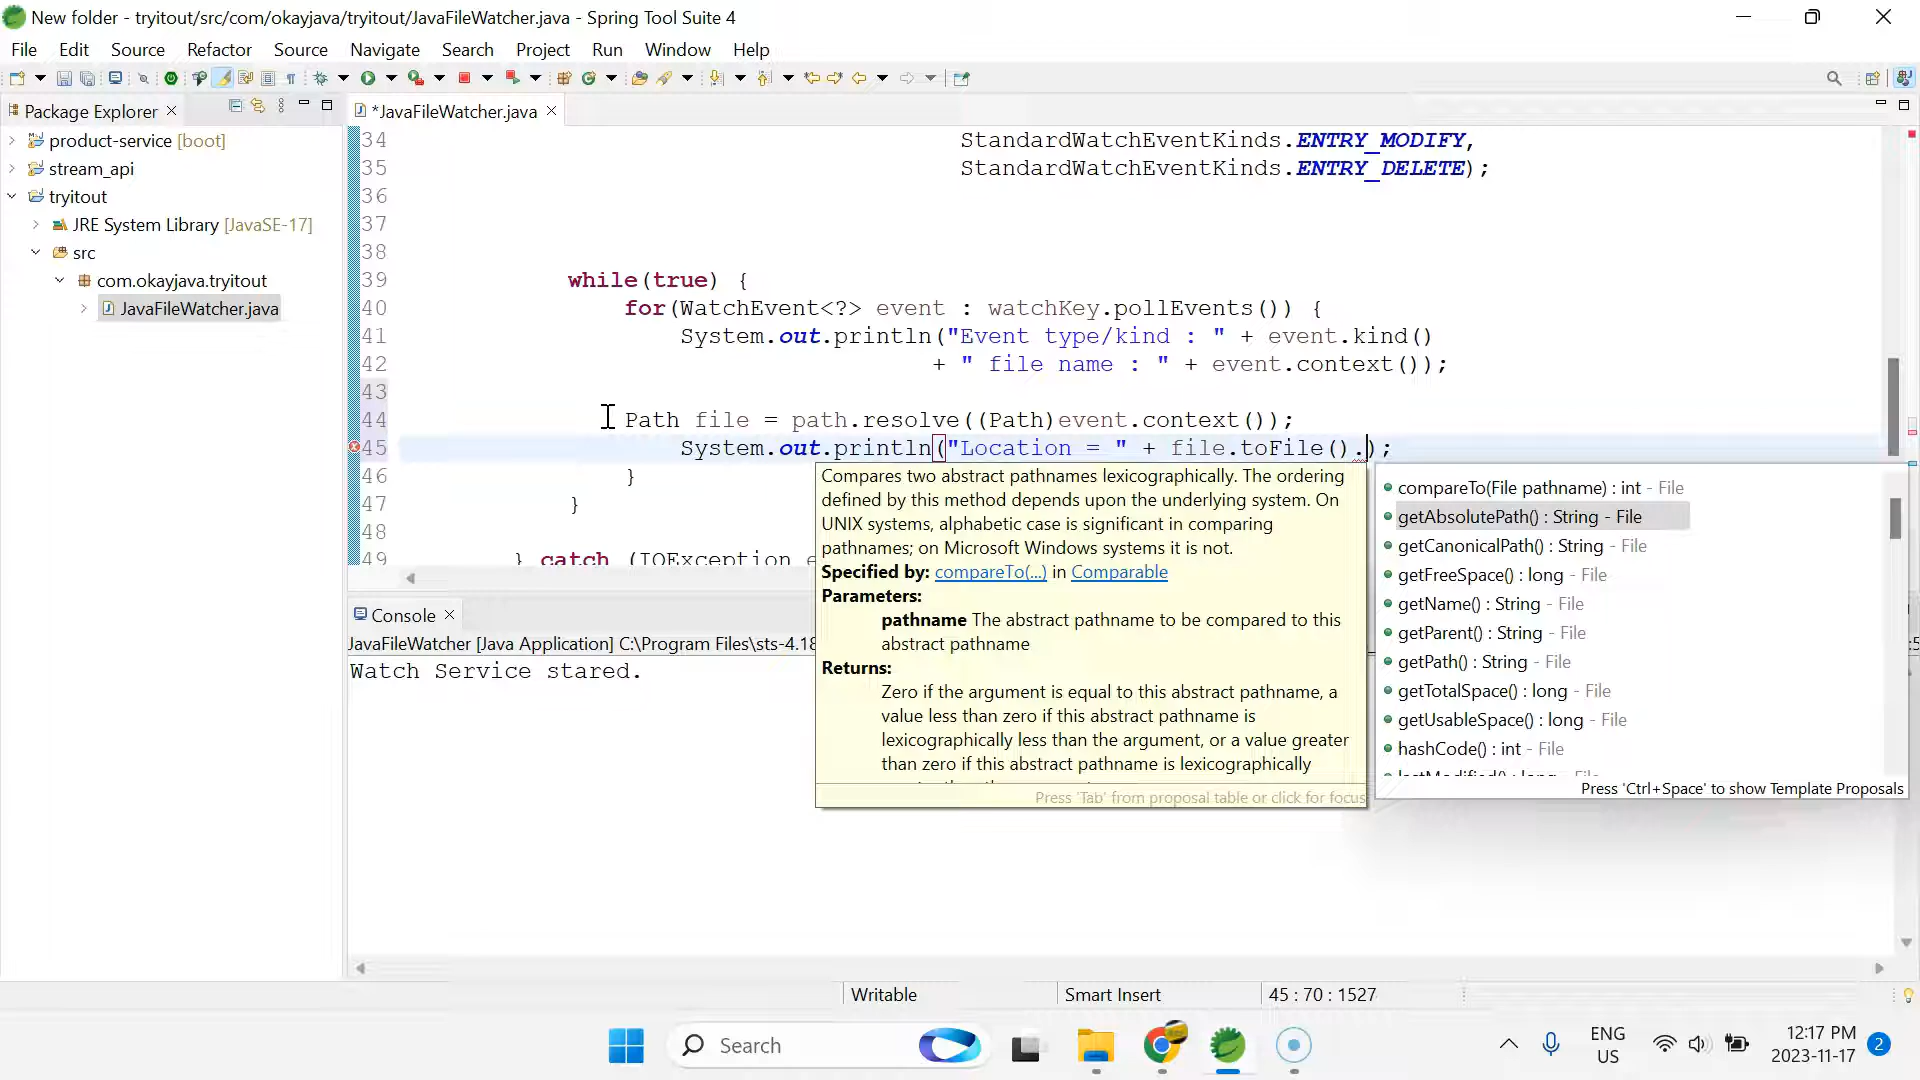 New folder - tryitout/src/com/okayjava/tryitout/JavaFileWatcher.java - Spring Tool Suite 4
File Edit Source Refactor Source Navigate Search Project Run Window Help
Package Explorer
product-service [boot]
stream_api
tryitout
JRE System Library [JavaSE-17]
src
com.okayjava.tryitout
JavaFileWatcher.java
*JavaFileWatcher.java
34 StandardWatchEventKinds.ENTRY_MODIFY,
35 StandardWatchEventKinds.ENTRY_DELETE);
36
37
38
39 while(true) {
40 for(WatchEvent<?> event : watchKey.pollEvents()) {
41 System.out.println("Event type/kind : " + event.kind()
42 + " file name : " + event.context());
43
44 Path file = path.resolve((Path)event.context());
45 System.out.println("Location = " + file.toFile().);
46 }
47 }
48
49 } catch (IOException e
Compares two abstract pathnames lexicographically. The ordering
defined by this method depends upon the underlying system. On
UNIX systems, alphabetic case is significant in comparing
pathnames; on Microsoft Windows systems it is not.
Specified by: compareTo(...) in Comparable
Parameters:
pathname The abstract pathname to be compared to this
abstract pathname
Returns:
Zero if the argument is equal to this abstract pathname, a
value less than zero if this abstract pathname is
lexicographically less than the argument, or a value greater
than zero if this abstract pathname is lexicographically
Press 'Tab' from proposal table or click for focus
compareTo(File pathname) : int - File
getAbsolutePath() : String - File
getCanonicalPath() : String - File
getFreeSpace() : long - File
getName() : String - File
getParent() : String - File
getPath() : String - File
getTotalSpace() : long - File
getUsableSpace() : long - File
hashCode() : int - File
lastModified() : long - File
Press 'Ctrl+Space' to show Template Proposals
Console
JavaFileWatcher [Java Application] C:\Program Files\sts-4.18
Watch Service stared.
Writable
Smart Insert
45 : 70 : 1527
Search
ENG
US
12:17 PM
2023-11-17
2